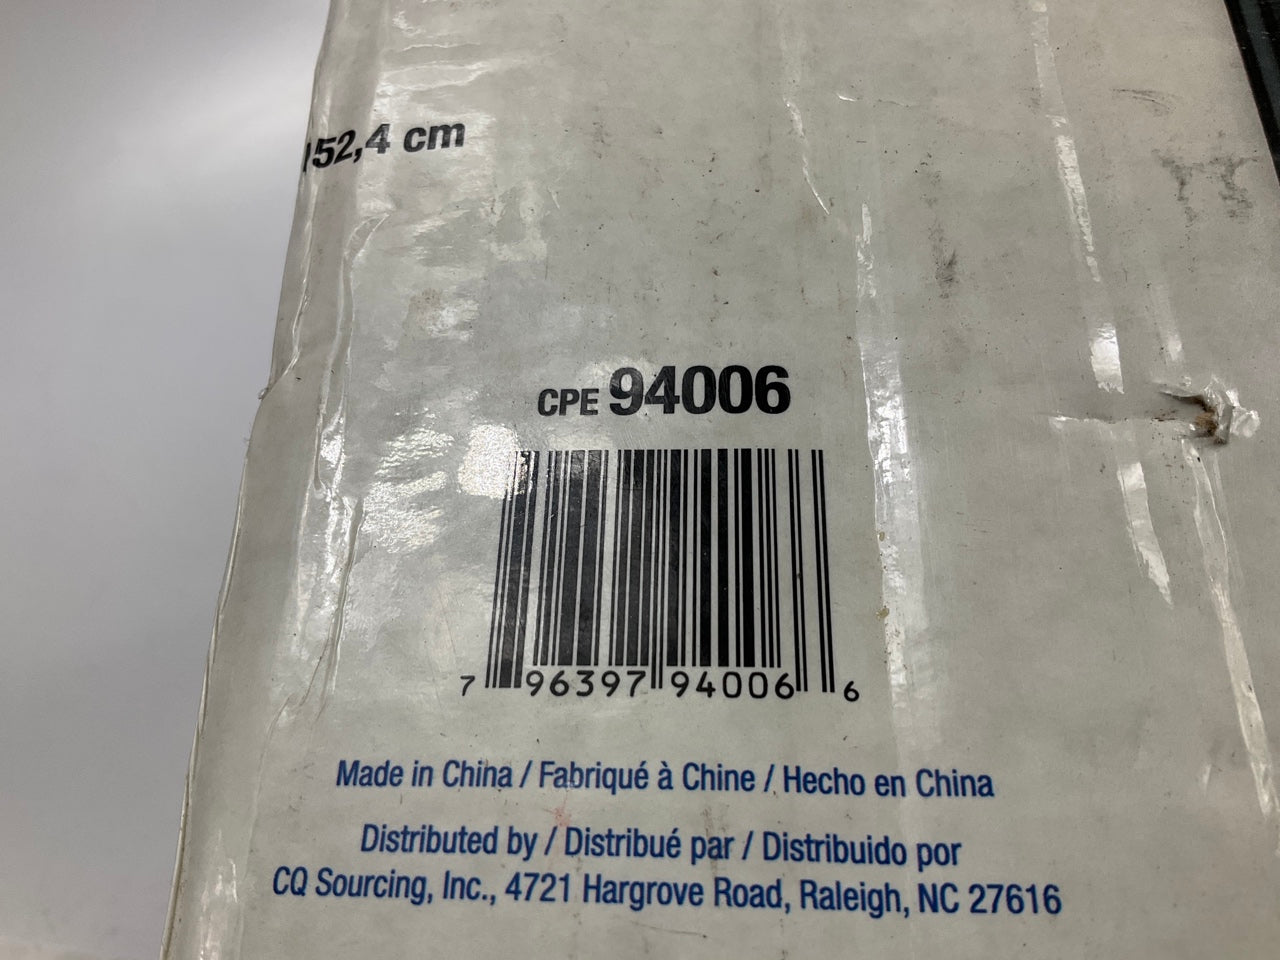 152,4 cm
CPE 94006
7 96397 94006 6
Made in China / Fabriqué à Chine / Hecho en China
Distributed by / Distribué par / Distribuido por
CQ Sourcing, Inc., 4721 Hargrove Road, Raleigh, NC 27616